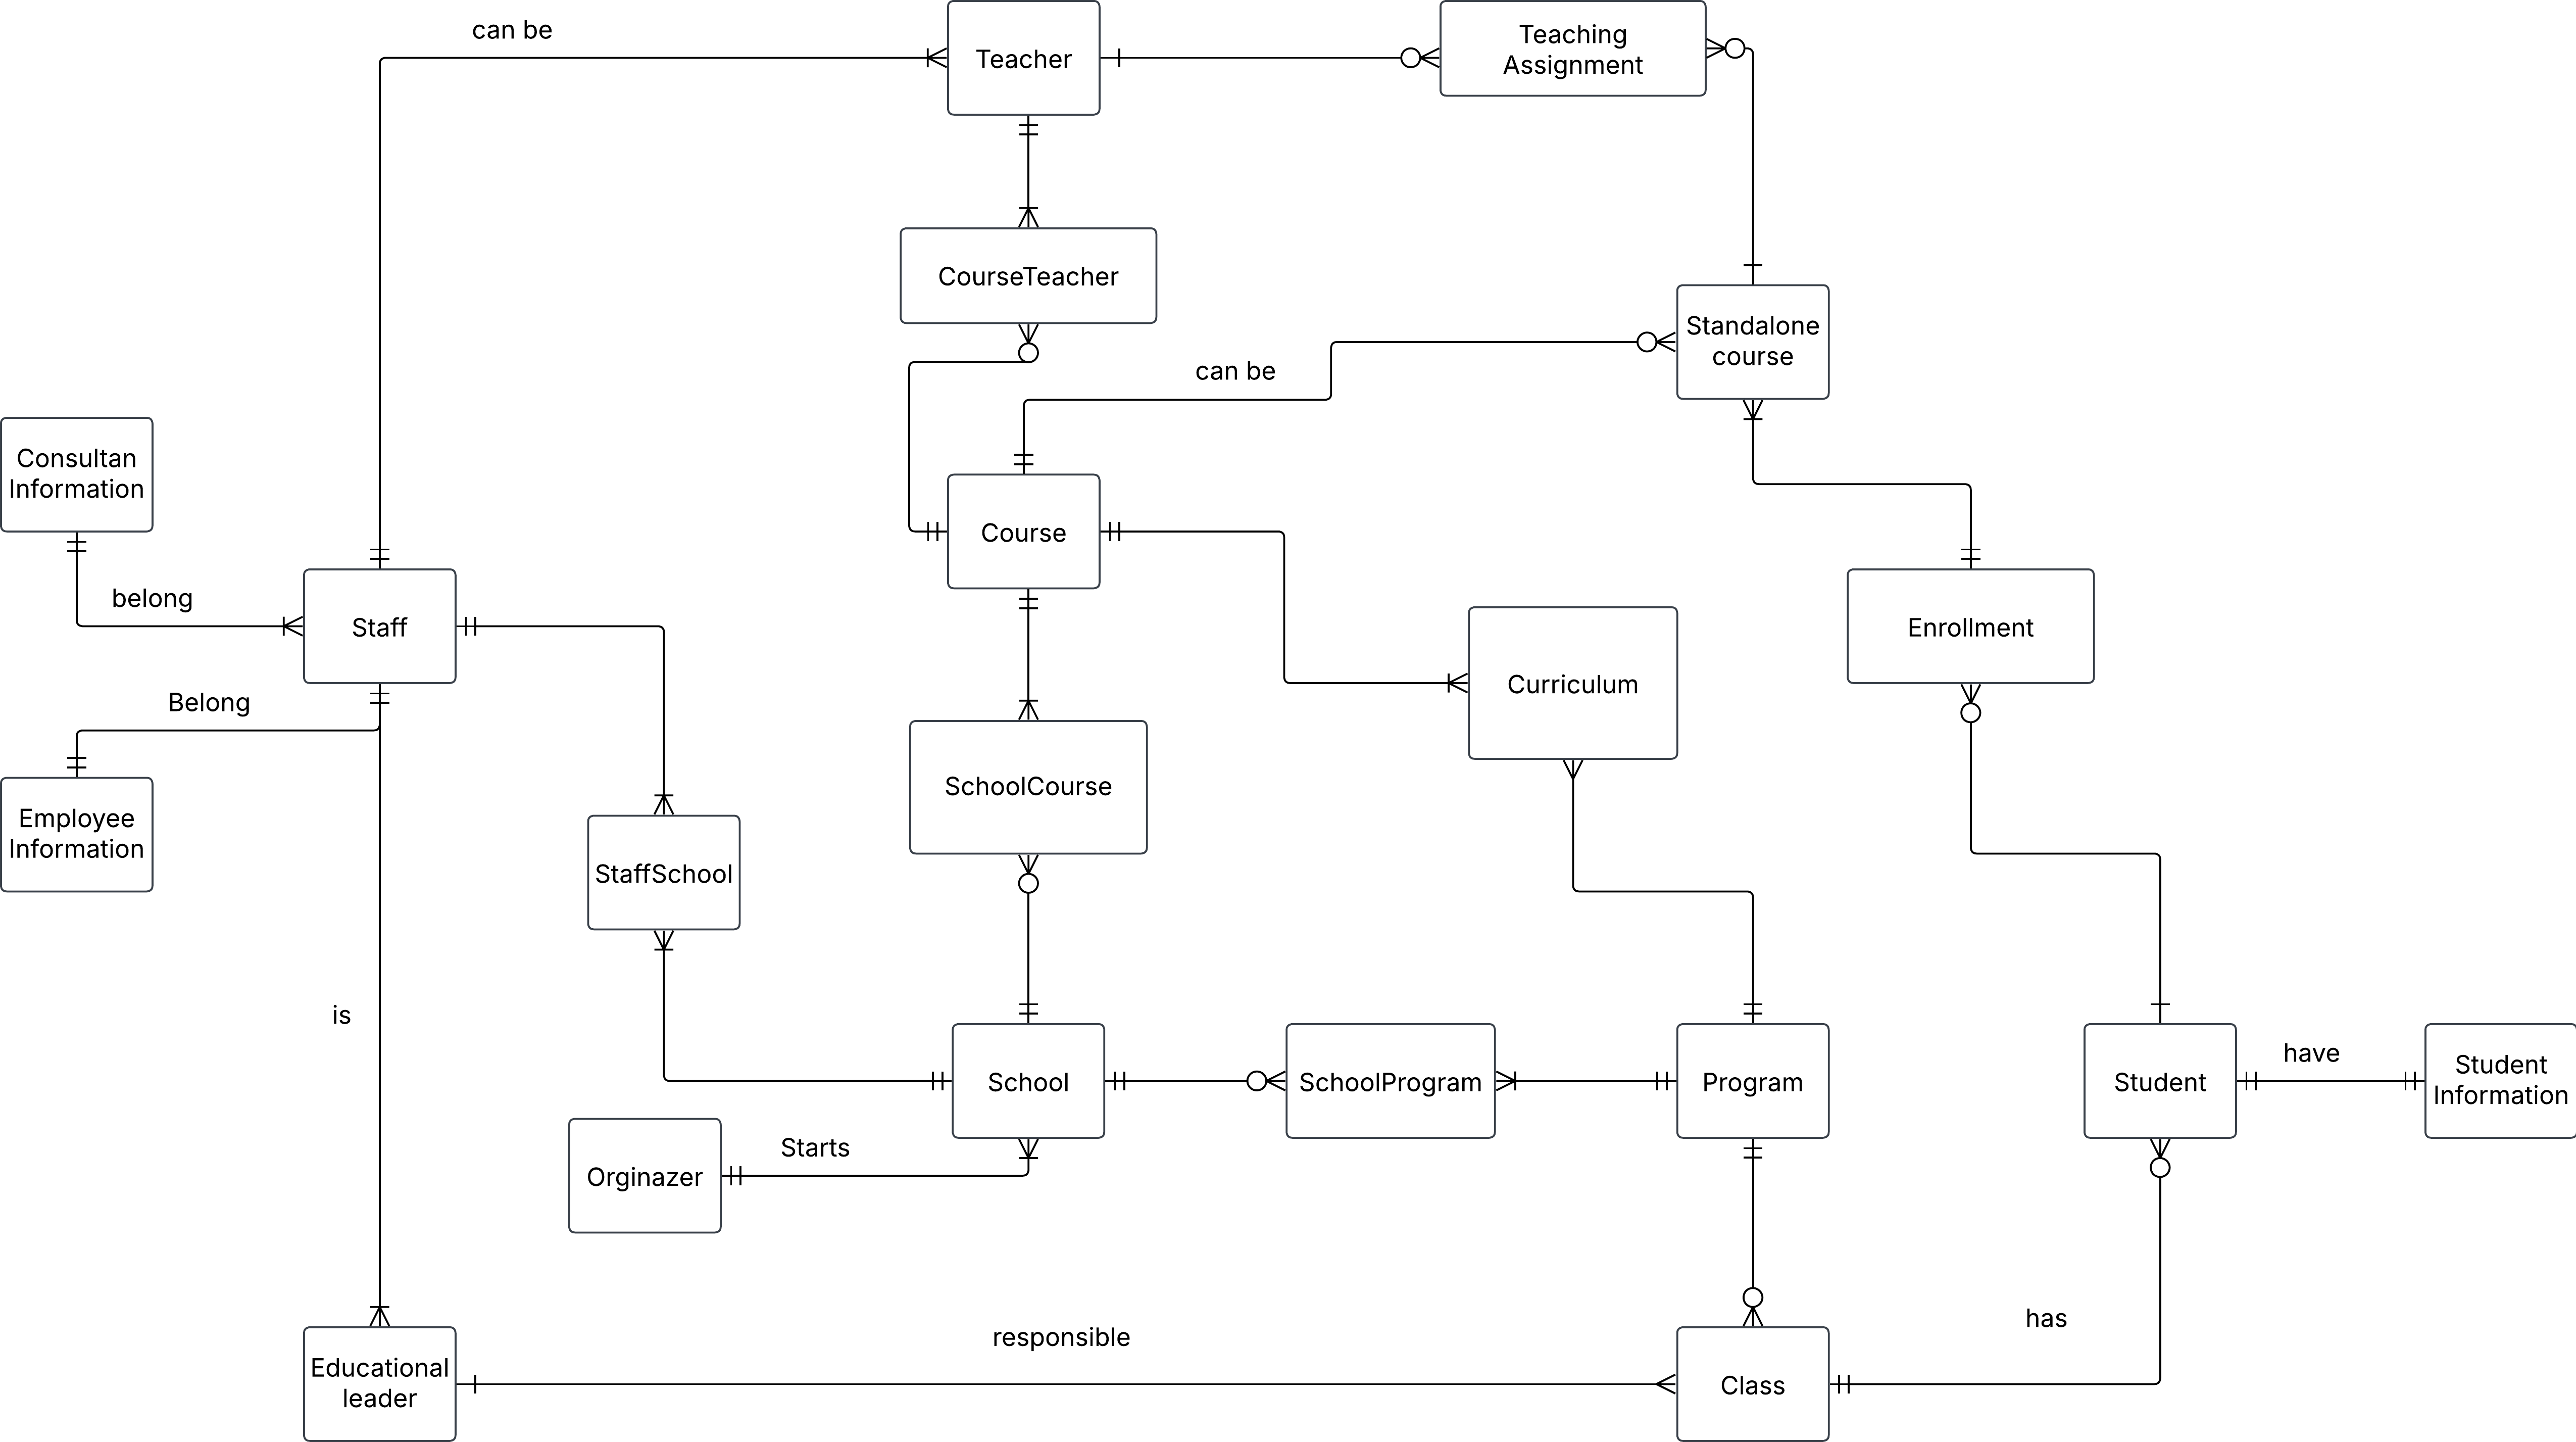 can be
Teacher
Teaching
Assignment
CourseTeacher
Standalone
course
can be
Consultan
Information
Course
belong
Staff
Enrollment
Curriculum
Belong
SchoolCourse
Employee
Information
StaffSchool
is
School
SchoolProgram
Program
Student
have
Student
Information
Starts
Orginazer
has
responsible
Educational
leader
Class